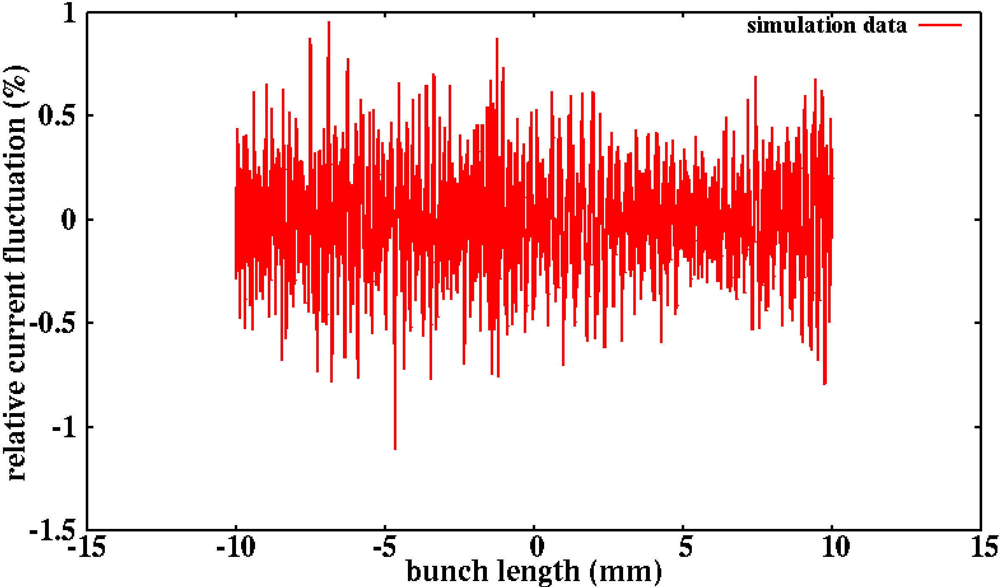 relative current fluctuation (%)
1
0.5
0
-0.5
-1
-1.5
simulation data
-15 -10 -5 0 5 10 15
bunch length (mm)